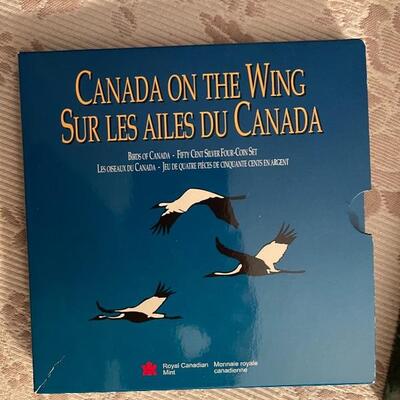 CANADA ON THE WING
SUR LES AILES DU CANADA
BIRDS OF CANADA - FIFTY CENT SILVER FOUR-COIN SET
LES OISEAUX DU CANADA - JEU DE QUATRE PIÈCES DE CINQUANTE CENTS EN ARGENT
Royal Canadian Monnaie royale
Mint canadienne